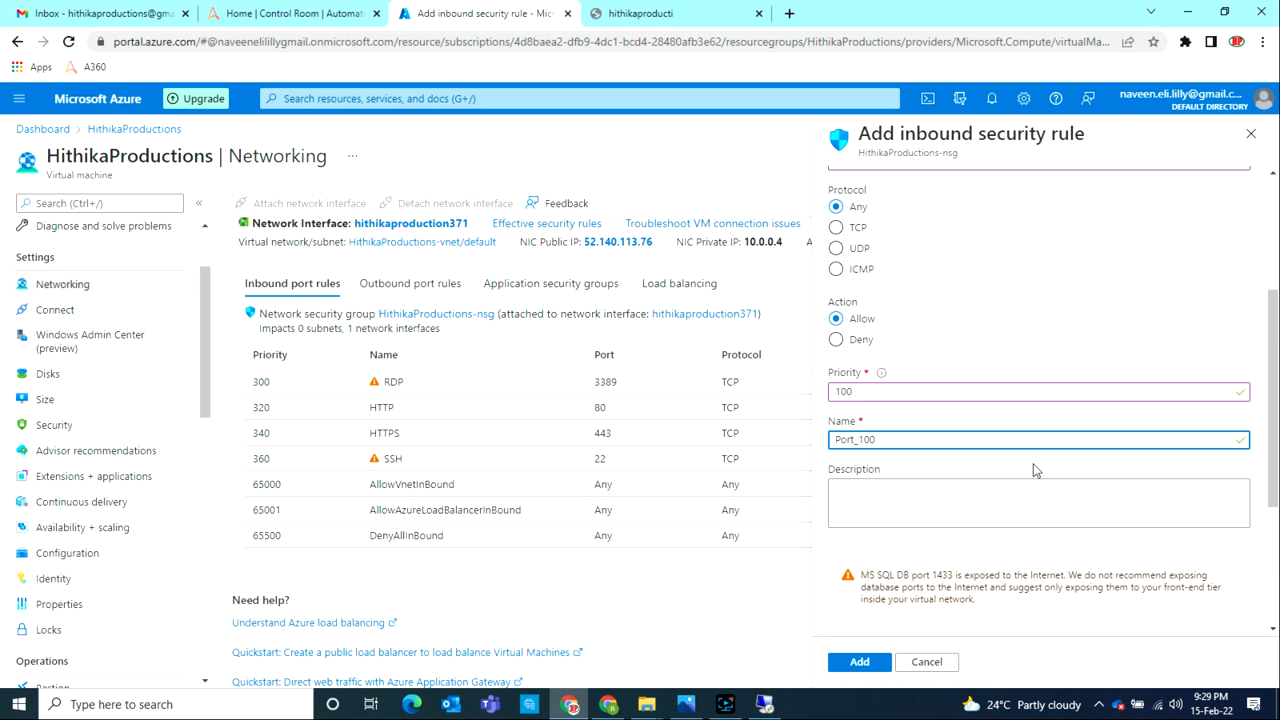 Inbox - hithikaproductions@gma
Home | Control Room | Automat
Add inbound security rule - Mic
hithikaproducti
portal.azure.com/#@naveenelilillygmail.onmicrosoft.com/resource/subscriptions/4d8baea2-dfb9-4dc1-bcd4-28480afb3e62/resourcegroups/HithikaProductions/providers/Microsoft.Compute/virtualMa...
Apps
A360
Microsoft Azure
Upgrade
Search resources, services, and docs (G+/)
naveen.eli.lilly@gmail.c...
DEFAULT DIRECTORY
Dashboard > HithikaProductions
HithikaProductions | Networking ...
Virtual machine
Search (Ctrl+/)
«
Diagnose and solve problems
Settings
Networking
Connect
Windows Admin Center
(preview)
Disks
Size
Security
Advisor recommendations
Extensions + applications
Continuous delivery
Availability + scaling
Configuration
Identity
Properties
Locks
Operations
Bastion
Attach network interface
Detach network interface
Feedback
Network Interface: hithikaproduction371
Effective security rules
Troubleshoot VM connection issues
Virtual network/subnet: HithikaProductions-vnet/default
NIC Public IP: 52.140.113.76
NIC Private IP: 10.0.0.4
A
Inbound port rules
Outbound port rules
Application security groups
Load balancing
Network security group HithikaProductions-nsg (attached to network interface: hithikaproduction371)
Impacts 0 subnets, 1 network interfaces
Priority Name Port Protocol
300 RDP 3389 TCP
320 HTTP 80 TCP
340 HTTPS 443 TCP
360 SSH 22 TCP
65000 AllowVnetInBound Any Any
65001 AllowAzureLoadBalancerInBound Any Any
65500 DenyAllInBound Any Any
Need help?
Understand Azure load balancing
Quickstart: Create a public load balancer to load balance Virtual Machines
Quickstart: Direct web traffic with Azure Application Gateway
Add inbound security rule
HithikaProductions-nsg
Protocol
Any
TCP
UDP
ICMP
Action
Allow
Deny
Priority *
100
Name *
Port_100
Description
MS SQL DB port 1433 is exposed to the Internet. We do not recommend exposing
database ports to the Internet and suggest only exposing them to your front-end tier
inside your virtual network.
Add
Cancel
Type here to search
24°C Partly cloudy
9:29 PM
15-Feb-22